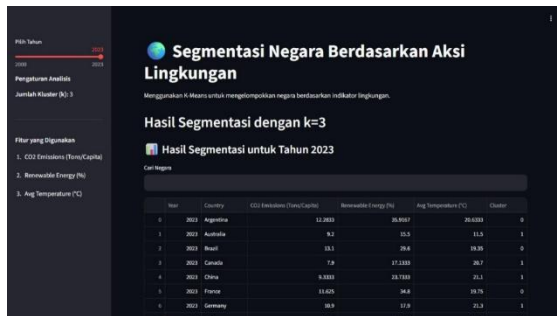 Pilih Tahun
2023
2000 2023
Pengaturan Analisis
Jumlah Kluster (k): 3
Fitur yang Digunakan
1. CO2 Emissions (Tons/Capita)
2. Renewable Energy (%)
3. Avg Temperature (°C)
Segmentasi Negara Berdasarkan Aksi
Lingkungan
Menggunakan K-Means untuk mengelompokkan negara berdasarkan indikator lingkungan.
Hasil Segmentasi dengan k=3
Hasil Segmentasi untuk Tahun 2023
Cari Negara
Year Country CO2 Emissions (Tons/Capita) Renewable Energy (%) Avg Temperature (°C) Cluster
0 2023 Argentina 12.2833 20.6333 0
1 2023 Australia 9.2 15.5 11.5 1
2 2023 Brazil 13.1 29.6 19.35 0
3 2023 Canada 7.9 17.1333 26.7 1
4 2023 China 9.3333 23.7333 21.1 1
5 2023 France 13.625 34.8 19.75 0
6 2023 Germany 10.9 17.9 21.3 1